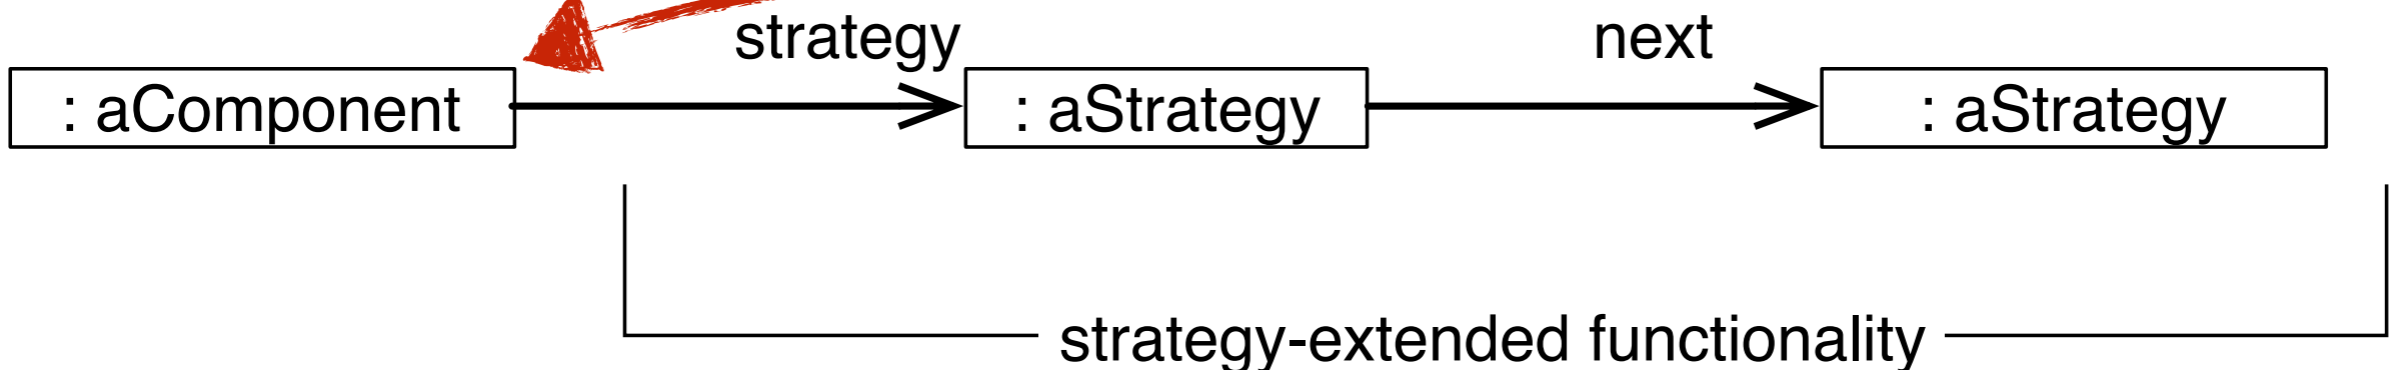 strategy
next
: aComponent
: aStrategy
: aStrategy
strategy-extended functionality